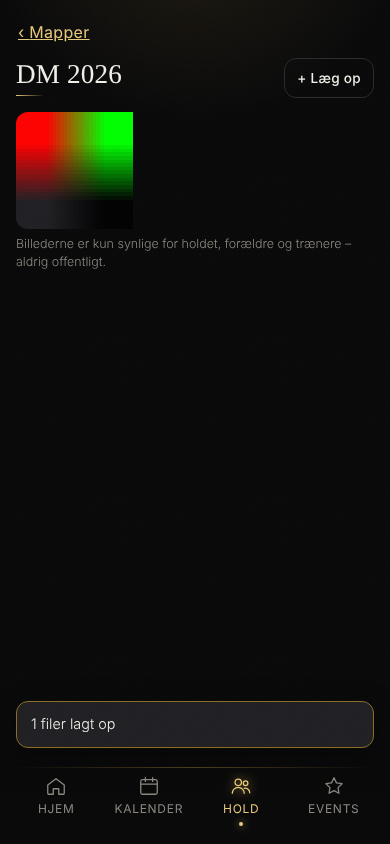 ‹ Mapper
DM 2026
+ Læg op
Billederne er kun synlige for holdet, forældre og trænere –
aldrig offentligt.
1 filer lagt op
HJEM
KALENDER
HOLD
EVENTS